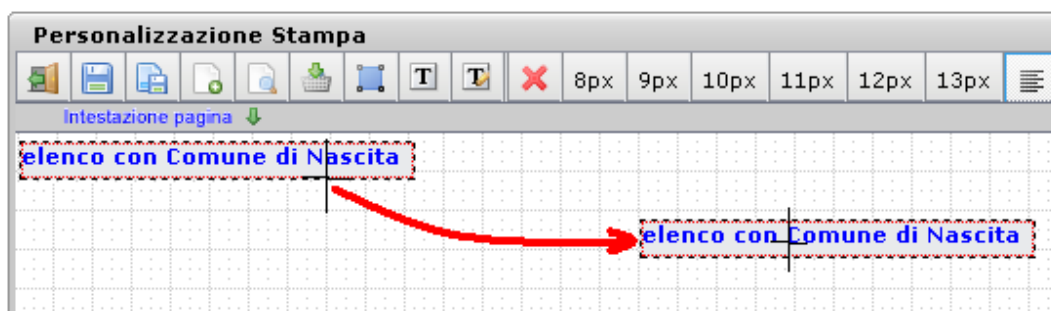 Personalizzazione Stampa
T T 8px 9px 10px 11px 12px 13px
Intestazione pagina
elenco con Comune di Nascita
elenco con Comune di Nascita